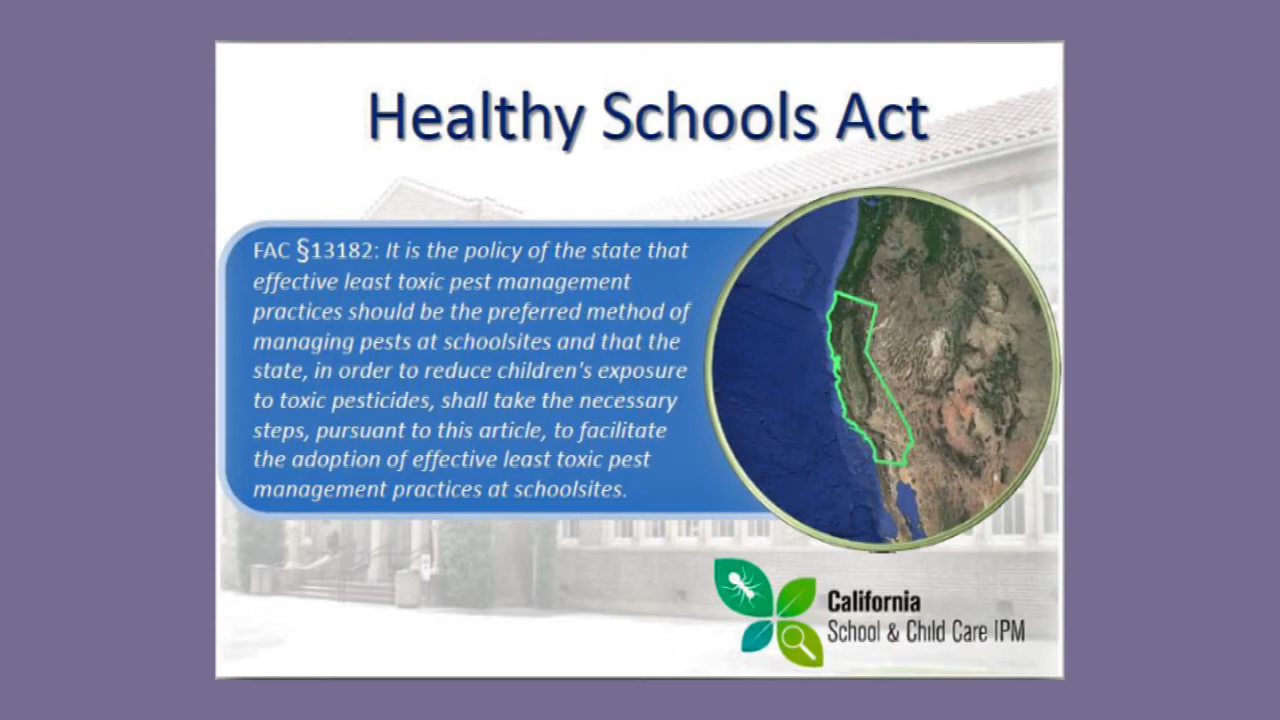 Healthy Schools Act
FAC §13182: It is the policy of the state that
effective least toxic pest management
practices should be the preferred method of
managing pests at schoolsites and that the
state, in order to reduce children's exposure
to toxic pesticides, shall take the necessary
steps, pursuant to this article, to facilitate
the adoption of effective least toxic pest
management practices at schoolsites.
California
School & Child Care IPM